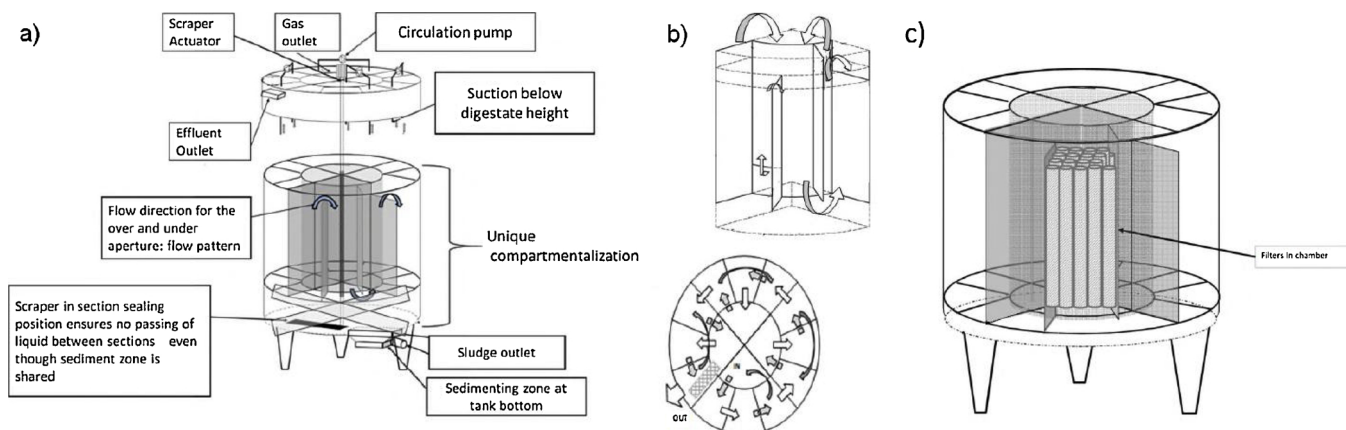 a)
Scraper
Actuator
Gas
outlet
Circulation pump
Suction below
digestate height
Effluent
Outlet
Flow direction for the
over and under
aperture: flow pattern
Unique
compartmentalization
Scraper in section sealing
position ensures no passing of
liquid between sections even
though sediment zone is
shared
Sludge outlet
Sedimenting zone at
tank bottom
b)
IN
OUT
c)
Filters in chamber